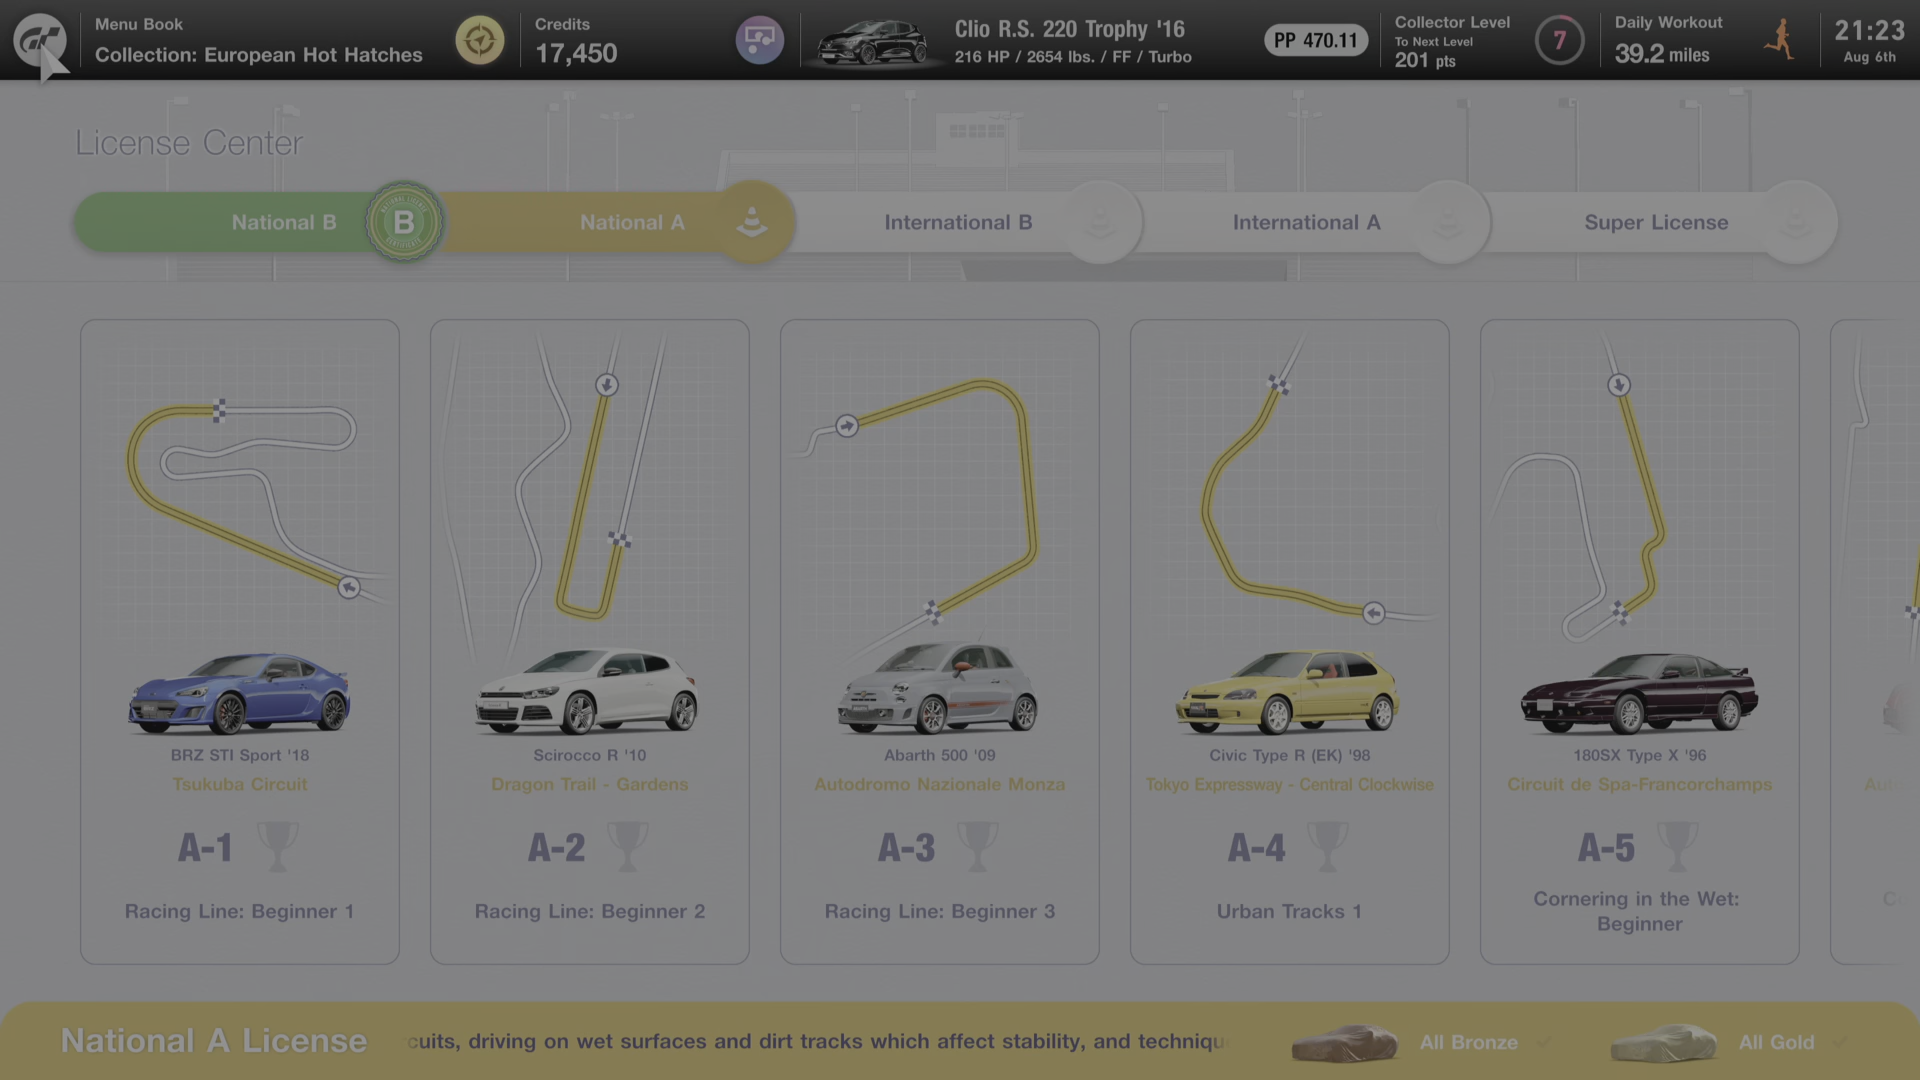 Menu Book
Collection: European Hot Hatches
Credits
17,450
Clio R.S. 220 Trophy '16
216 HP / 2654 lbs. / FF / Turbo
PP 470.11
Collector Level
To Next Level
201 pts
7
Daily Workout
39.2 miles
21:23
Aug 6th
License Center
National B
B
National A
International B
International A
Super License
BRZ STI Sport '18
Tsukuba Circuit
A-1
Racing Line: Beginner 1
Scirocco R '10
Dragon Trail - Gardens
A-2
Racing Line: Beginner 2
Abarth 500 '09
Autodromo Nazionale Monza
A-3
Racing Line: Beginner 3
Civic Type R (EK) '98
Tokyo Expressway - Central Clockwise
A-4
Urban Tracks 1
180SX Type X '96
Circuit de Spa-Francorchamps
A-5
Cornering in the Wet:
Beginner
National A License
cuits, driving on wet surfaces and dirt tracks which affect stability, and techniqu
All Bronze
All Gold